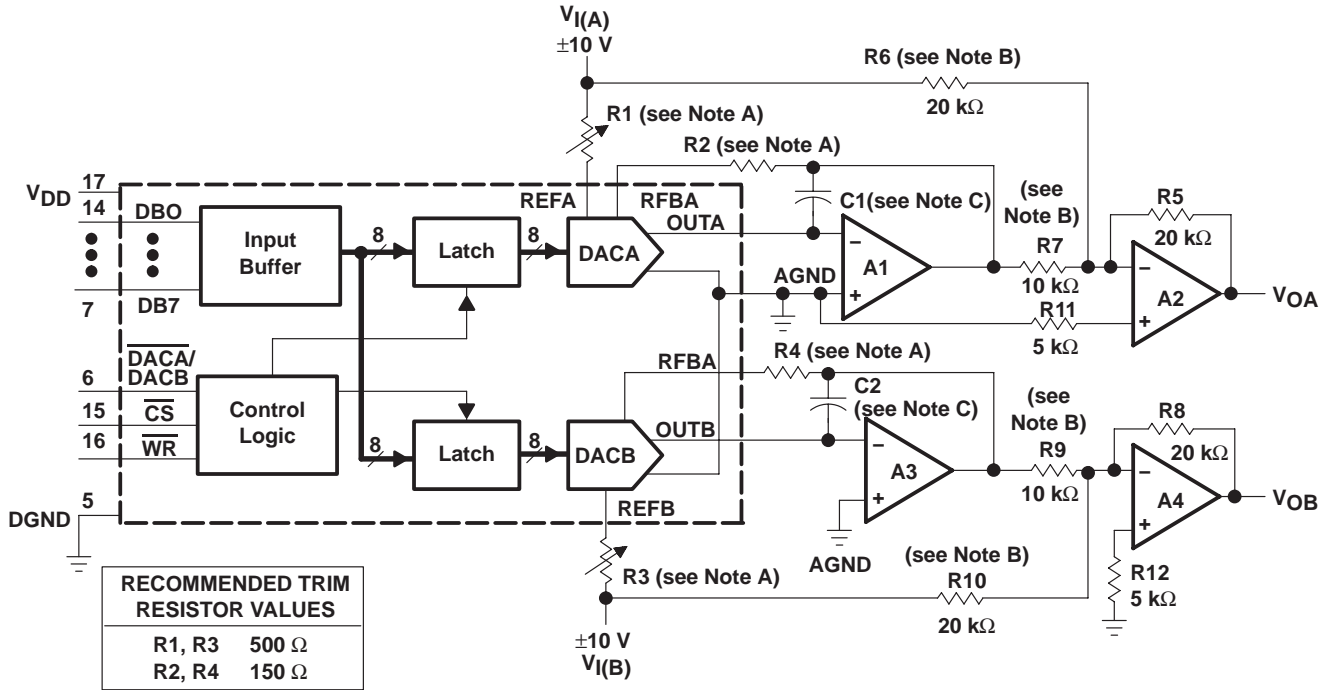 VI(A)
±10 V
R6 (see Note B)
20 kΩ
R1 (see Note A)
R2 (see Note A)
VDD
17
14
DBO
7
DB7
Input
Buffer
8
Latch
8
REFA
RFBA
DACA
OUTA
C1(see Note C)
−
+
A1
AGND
(see
Note B)
R7
10 kΩ
R11
5 kΩ
R5
20 kΩ
−
+
A2
VOA
6
DACA/
DACB
15
CS
16
WR
Control
Logic
5
DGND
8
Latch
8
RFBA
DACB
OUTB
REFB
R4 (see Note A)
C2
(see Note C)
−
+
A3
AGND
(see
Note B)
R9
10 kΩ
R8
20 kΩ
−
+
A4
VOB
R12
5 kΩ
R3 (see Note A)
(see Note B)
R10
20 kΩ
±10 V
VI(B)
RECOMMENDED TRIM
RESISTOR VALUES
R1, R3 500 Ω
R2, R4 150 Ω